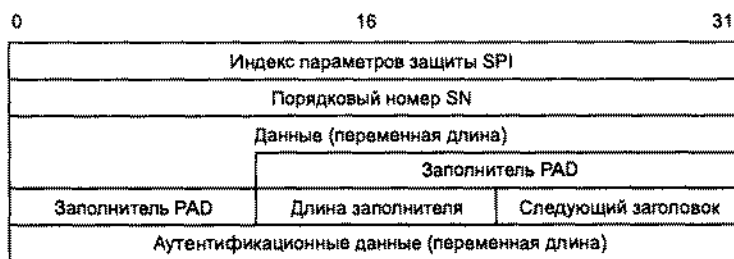 0 16 31
Индекс параметров защиты SPI
Порядковый номер SN
Данные (переменная длина)
Заполнитель PAD
Заполнитель PAD Длина заполнителя Следующий заголовок
Аутентификационные данные (переменная длина)